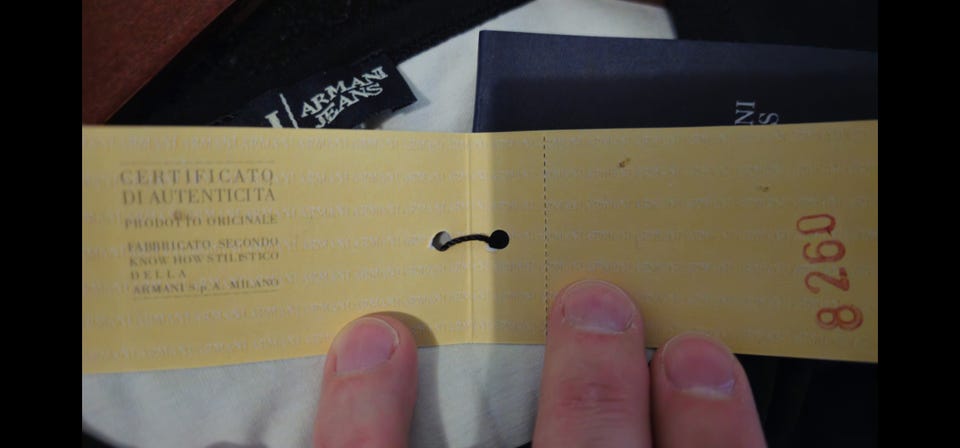 ARMANI
JEANS
CERTIFICATO
DI AUTENTICITA
PRODOTTO ORIGINALE
FABBRICATO SECONDO
KNOW HOW STILISTICO
DELLA
ARMANI S.p.A. MILANO
8260